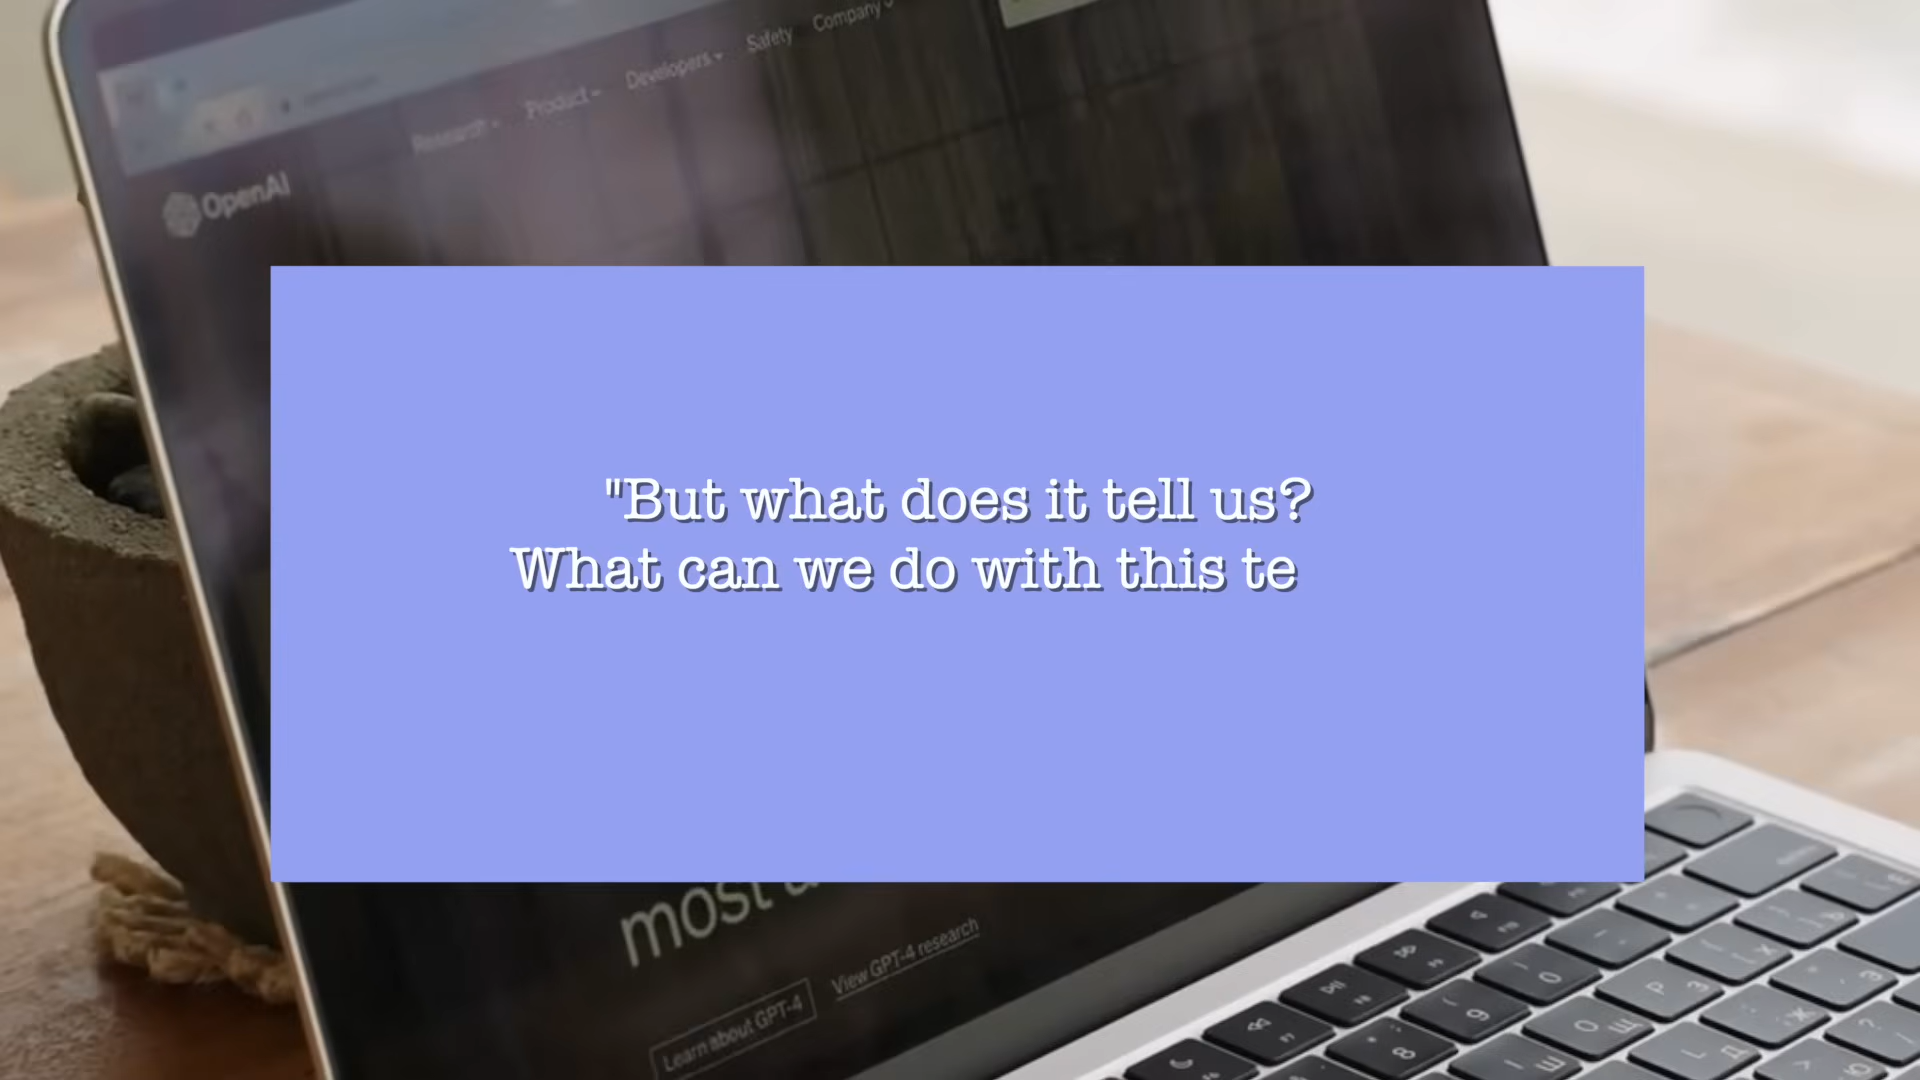 Company
Safety
Developers
Product
Research
OpenAI
"But what does it tell us?
What can we do with this te
most
View GPT-4 research
Learn about GPT-4